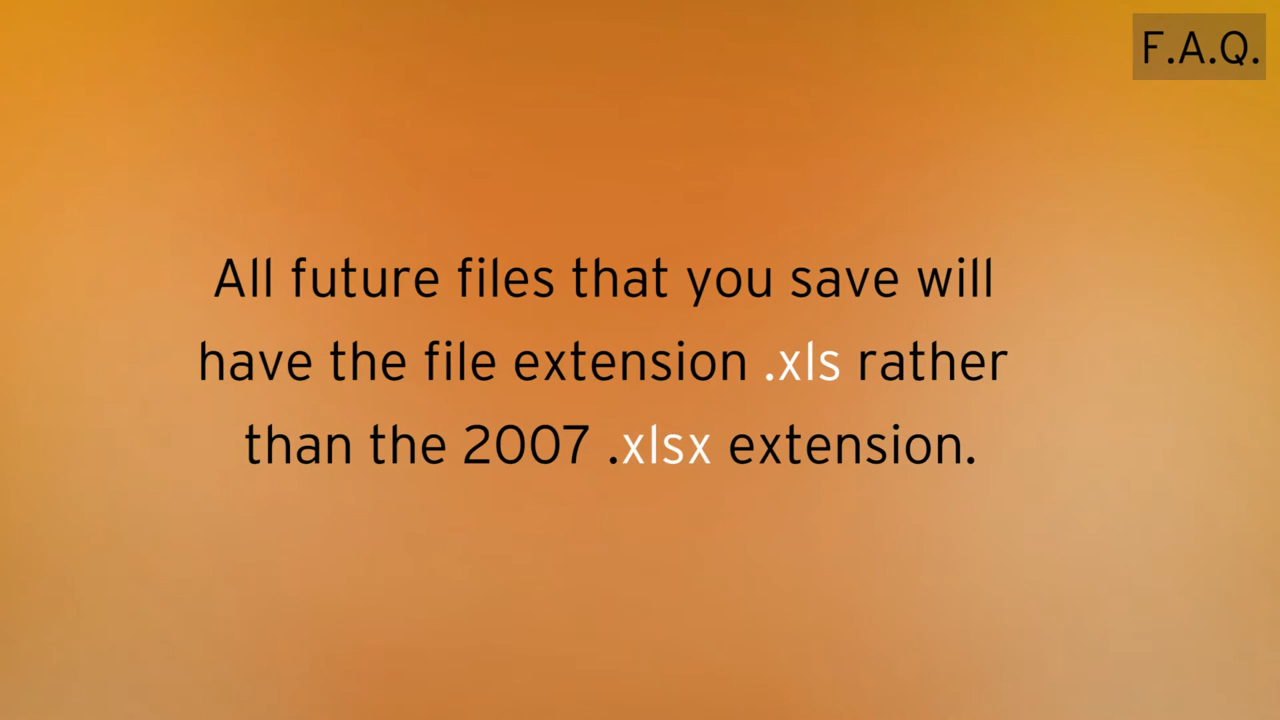 F.A.Q.
All future files that you save will
have the file extension .xls rather
than the 2007 .xlsx extension.